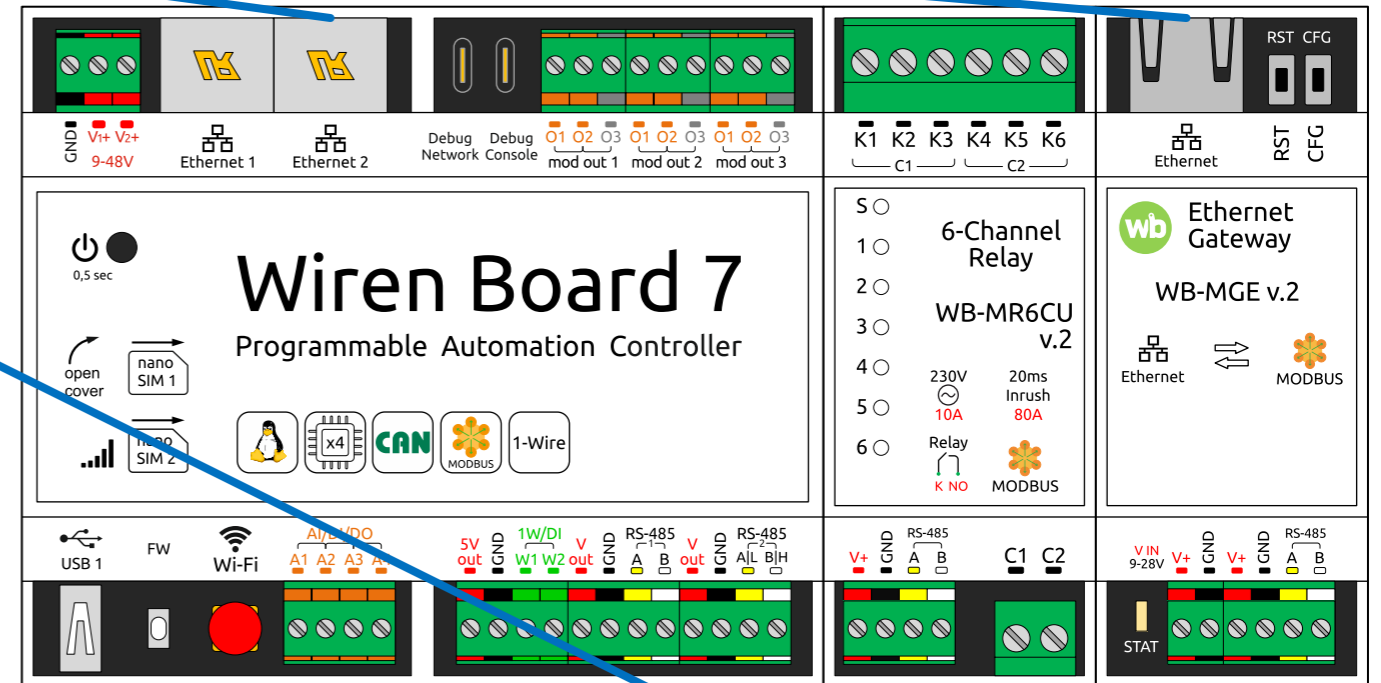 RST CFG
GND V1+ V2+
9-48V
Ethernet 1
Ethernet 2
Debug Network
Debug Console
O1 O2 O3 O1 O2 O3 O1 O2 O3
mod out 1 mod out 2 mod out 3
K1 K2 K3 K4 K5 K6
C1 C2
Ethernet
RST
CFG
0,5 sec
Wiren Board 7
Programmable Automation Controller
open
cover
nano
SIM 1
nano
SIM 2
x4
CAN
MODBUS
1-Wire
S
1
2
3
4
5
6
6-Channel
Relay
WB-MR6CU
v.2
230V
10A
20ms
Inrush
80A
Relay
K NO
MODBUS
wb
Ethernet
Gateway
WB-MGE v.2
Ethernet
MODBUS
USB 1
FW
Wi-Fi
AI/DI/DO
A1 A2 A3
5V
out
GND
1W/DI
W1 W2
V
out
GND
RS-485
1
A B
V
out
GND
RS-485
2
A|L B|H
V+
GND
RS-485
A B
C1 C2
V IN
9-28V
V+
GND
V+
GND
RS-485
A B
STAT